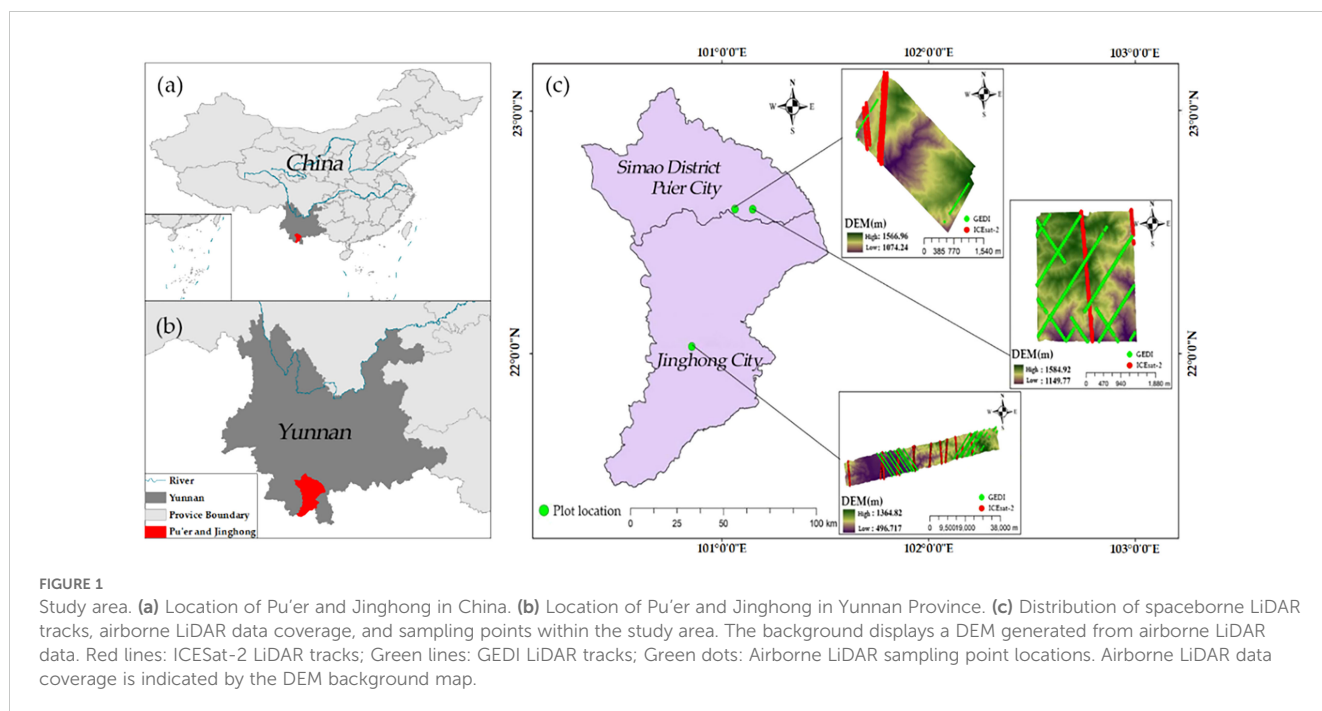 (a)
China
(b)
Yunnan
River
Yunnan
Provice Boundary
Pu'er and Jinghong
(c)
101°0'0"E
102°0'0"E
103°0'0"E
23°0'0"N
22°0'0"N
23°0'0"N
22°0'0"N
N
W
E
S
Simao District
Pu'er City
Jinghong City
Plot location
0
25
50
100 km
101°0'0"E
102°0'0"E
103°0'0"E
N
W
E
S
DEM(m)
High: 1566.96
Low: 1074.24
GEDI
ICEsat-2
0 385 770 1,540 m
N
W
E
S
DEM(m)
High : 1584.92
Low : 1149.77
GEDI
ICEsat-2
0 470 940 1,880 m
N
W
E
S
DEM(m)
High : 1364.82
Low : 496.717
GEDI
ICEsat-2
0 9,50019,000 38,000 m
FIGURE 1
Study area. (a) Location of Pu'er and Jinghong in China. (b) Location of Pu'er and Jinghong in Yunnan Province. (c) Distribution of spaceborne LiDAR
tracks, airborne LiDAR data coverage, and sampling points within the study area. The background displays a DEM generated from airborne LiDAR
data. Red lines: ICESat-2 LiDAR tracks; Green lines: GEDI LiDAR tracks; Green dots: Airborne LiDAR sampling point locations. Airborne LiDAR data
coverage is indicated by the DEM background map.